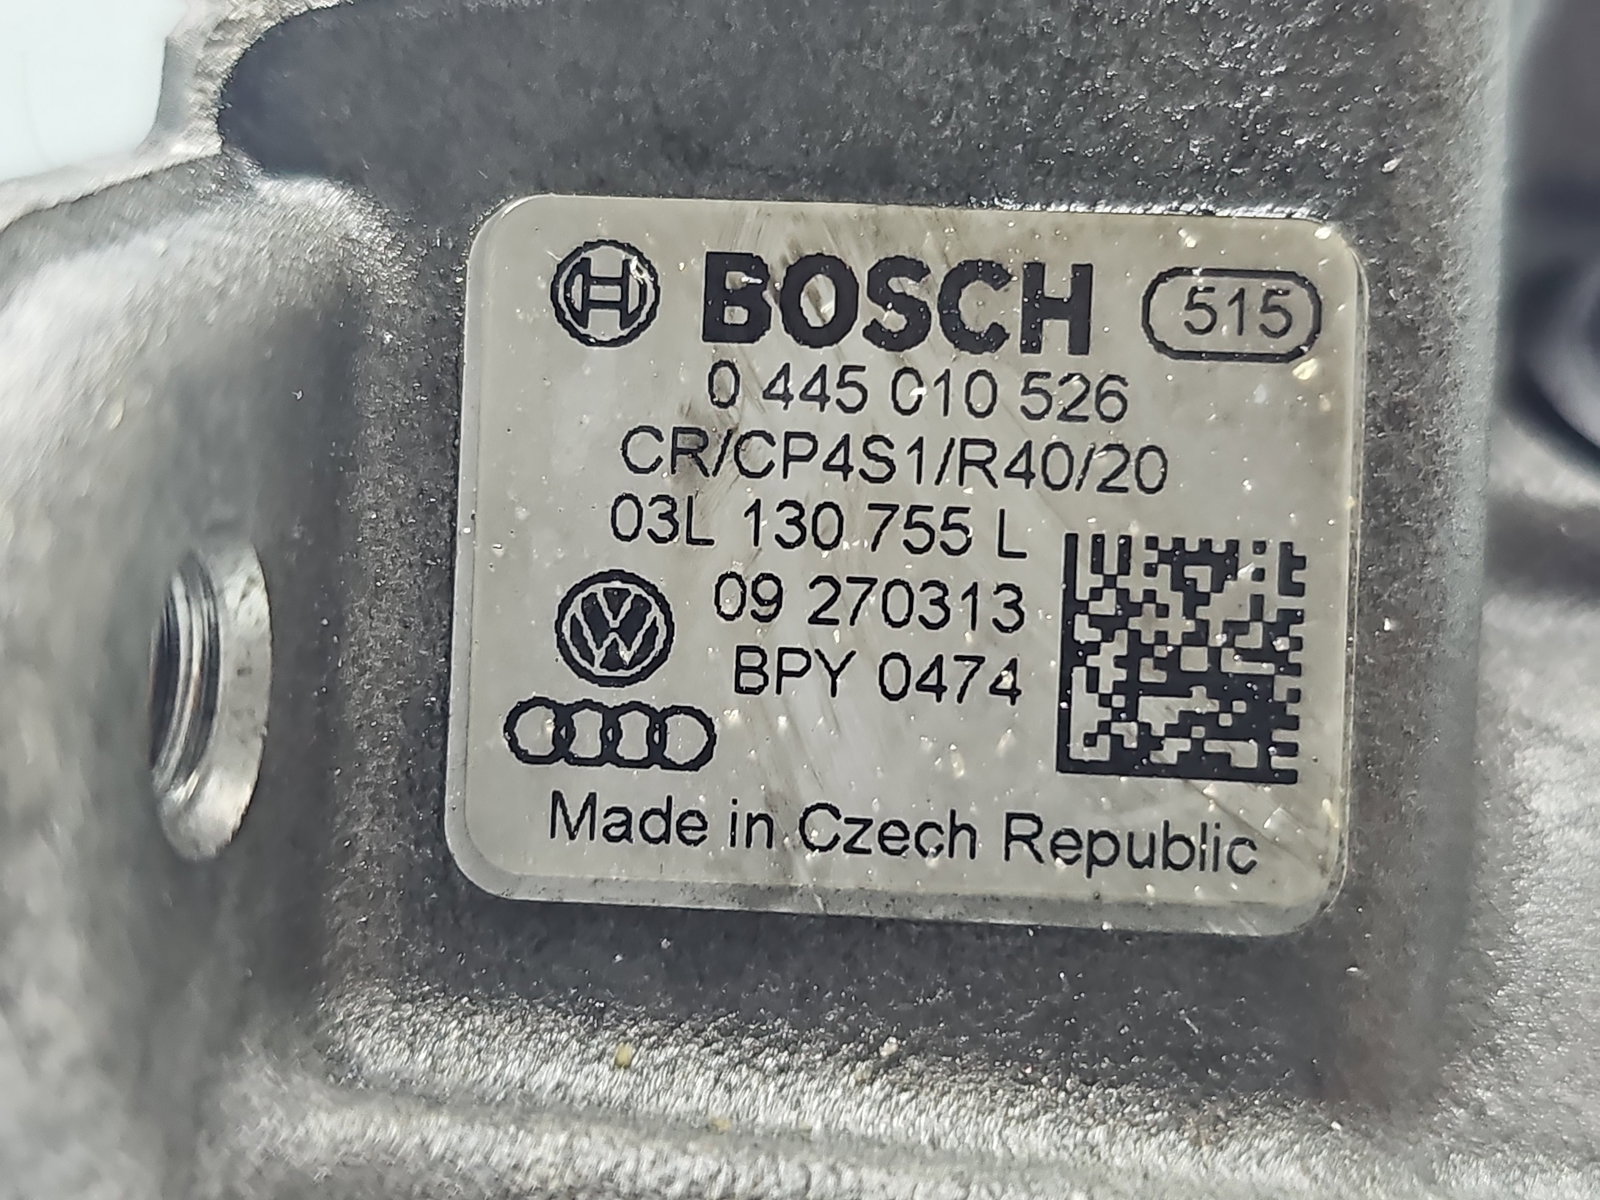 BOSCH 515
0 445 010 526
CR/CP4S1/R40/20
03L 130 755 L
09 270313
BPY 0474
Made in Czech Republic